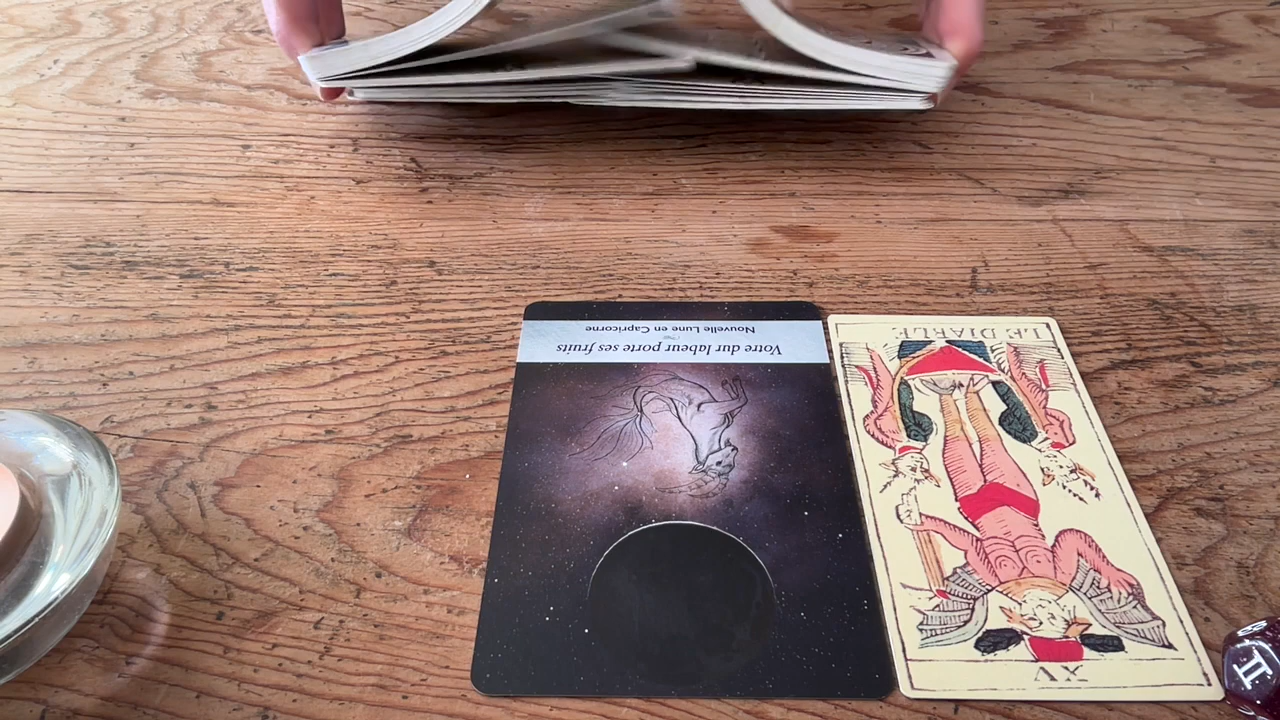 Votre dur labeur porte ses fruits
Nouvelle Lune en Capricorne
XV
LE DIABLE